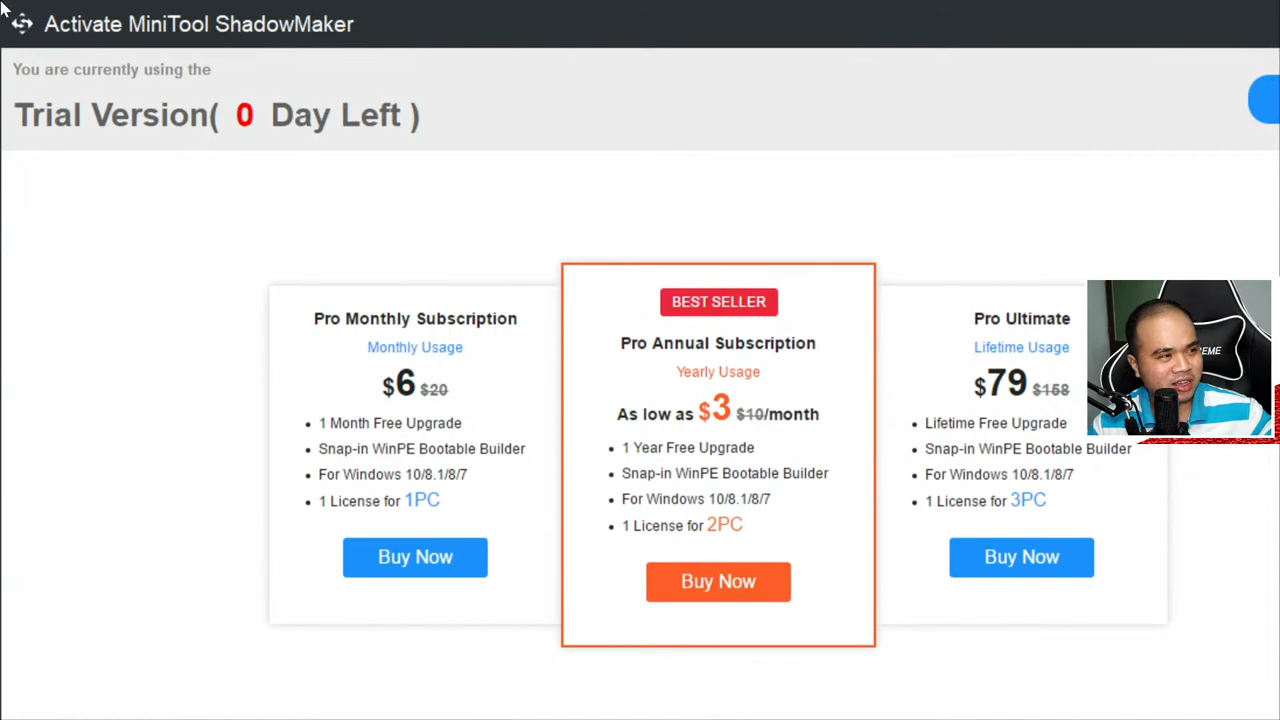 Activate MiniTool ShadowMaker
You are currently using the
Trial Version( 0 Day Left )
Pro Monthly Subscription
Monthly Usage
$6 $20
1 Month Free Upgrade
Snap-in WinPE Bootable Builder
For Windows 10/8.1/8/7
1 License for 1PC
Buy Now
BEST SELLER
Pro Annual Subscription
Yearly Usage
As low as $3 $10/month
1 Year Free Upgrade
Snap-in WinPE Bootable Builder
For Windows 10/8.1/8/7
1 License for 2PC
Buy Now
Pro Ultimate
Lifetime Usage
$79 $158
Lifetime Free Upgrade
Snap-in WinPE Bootable Builder
For Windows 10/8.1/8/7
1 License for 3PC
Buy Now